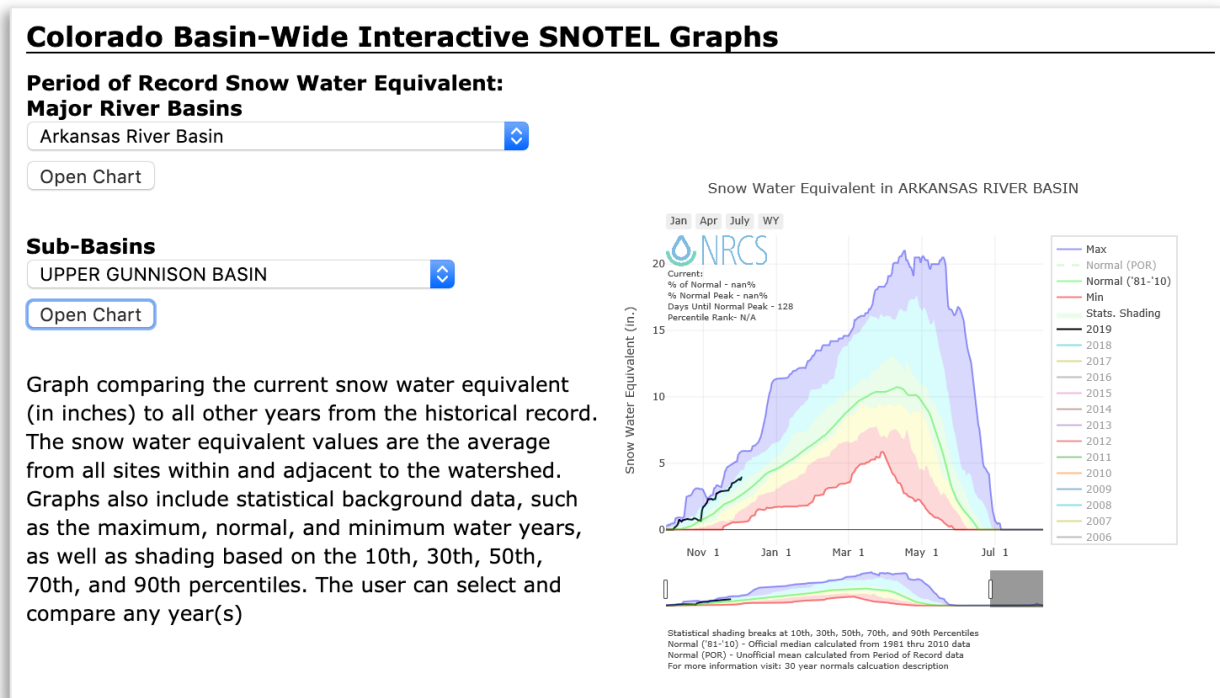 Colorado Basin-Wide Interactive SNOTEL Graphs
Period of Record Snow Water Equivalent:
Major River Basins
Arkansas River Basin
Open Chart
Sub-Basins
UPPER GUNNISON BASIN
Open Chart
Graph comparing the current snow water equivalent
(in inches) to all other years from the historical record.
The snow water equivalent values are the average
from all sites within and adjacent to the watershed.
Graphs also include statistical background data, such
as the maximum, normal, and minimum water years,
as well as shading based on the 10th, 30th, 50th,
70th, and 90th percentiles. The user can select and
compare any year(s)
Snow Water Equivalent in ARKANSAS RIVER BASIN
Jan Apr July WY
NRCS
Current:
% of Normal - nan%
% Normal Peak - nan%
Days Until Normal Peak - 128
Percentile Rank- N/A
Snow Water Equivalent (in.)
20
15
10
5
0
Nov 1 Jan 1 Mar 1 May 1 Jul 1
Max
Normal (POR)
Normal ('81-'10)
Min
Stats. Shading
2019
2018
2017
2016
2015
2014
2013
2012
2011
2010
2009
2008
2007
2006
Statistical shading breaks at 10th, 30th, 50th, 70th, and 90th Percentiles
Normal ('81-'10) - Official median calculated from 1981 thru 2010 data
Normal (POR) - Unofficial mean calculated from Period of Record data
For more information visit: 30 year normals calcuation description